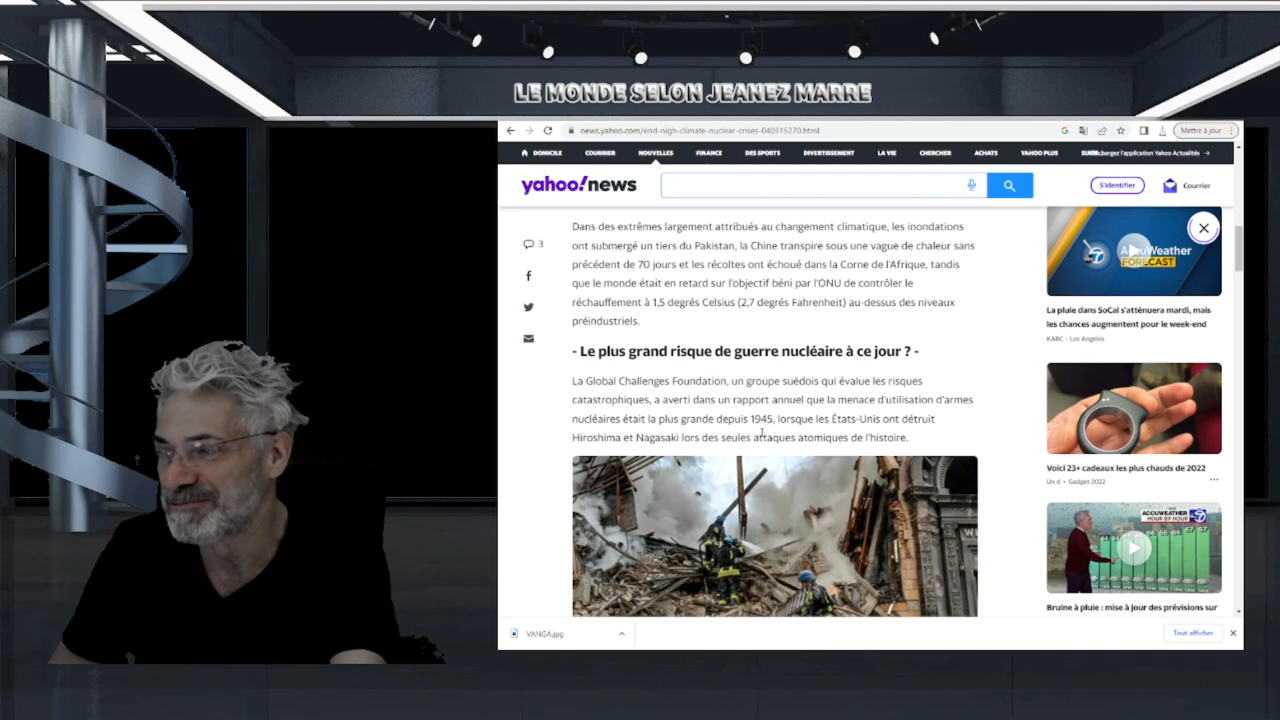 LE MONDE SELON JEANEZ MARRE
news.yahoo.com/end-nigh-climate-nuclear-crises-040315270.html
Mettre à jour
DOMICILE COURRIER NOUVELLES FINANCE DES SPORTS DIVERTISSEMENT LA VIE CHERCHER ACHATS YAHOO PLUS l'application Yahoo Actualités →
yahoo!news
S'identifier
Courrier
Dans des extrêmes largement attribués au changement climatique, les inondations
ont submergé un tiers du Pakistan, la Chine transpire sous une vague de chaleur sans
précédent de 70 jours et les récoltes ont échoué dans la Corne de l'Afrique, tandis
que le monde était en retard sur l'objectif béni par l'ONU de contrôler le
réchauffement à 1,5 degrés Celsius (2,7 degrés Fahrenheit) au-dessus des niveaux
préindustriels.
3
- Le plus grand risque de guerre nucléaire à ce jour ? -
La Global Challenges Foundation, un groupe suédois qui évalue les risques
catastrophiques, a averti dans un rapport annuel que la menace d'utilisation d'armes
nucléaires était la plus grande depuis 1945, lorsque les États-Unis ont détruit
Hiroshima et Nagasaki lors des seules attaques atomiques de l'histoire.
AccuWeather
FORECAST
La pluie dans SoCal s'atténuera mardi, mais
les chances augmentent pour le week-end
KABC - Los Angeles
Voici 23+ cadeaux les plus chauds de 2022
Un d • Gadget 2022
ACCUWEATHER
HOUR BY HOUR
Bruine à pluie : mise à jour des prévisions sur
VANGA.jpg
Tout afficher